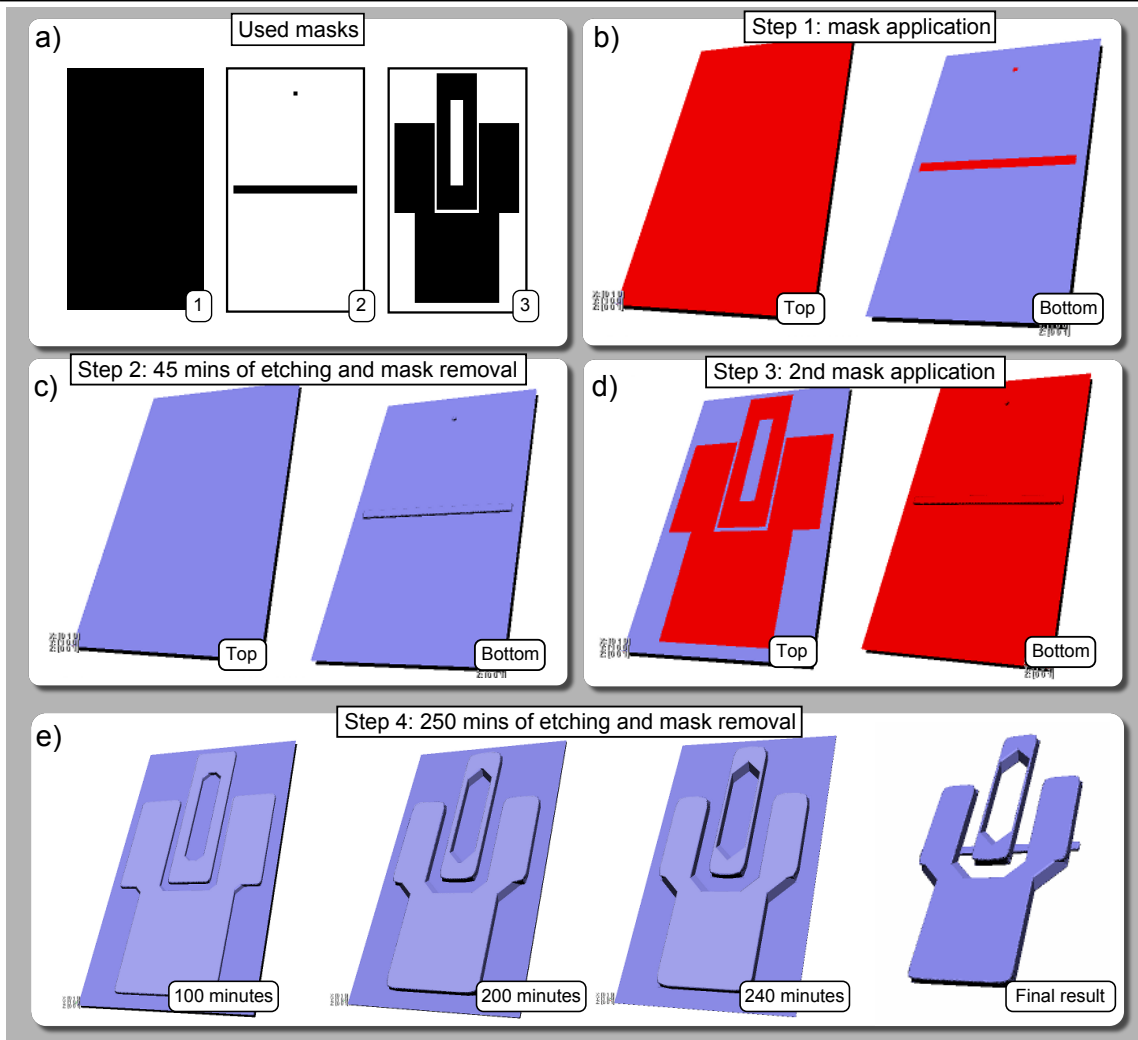 a)
Used masks
1
2
3
b)
Step 1: mask application
Top
Bottom
c)
Step 2: 45 mins of etching and mask removal
Top
Bottom
d)
Step 3: 2nd mask application
Top
Bottom
e)
Step 4: 250 mins of etching and mask removal
100 minutes
200 minutes
240 minutes
Final result